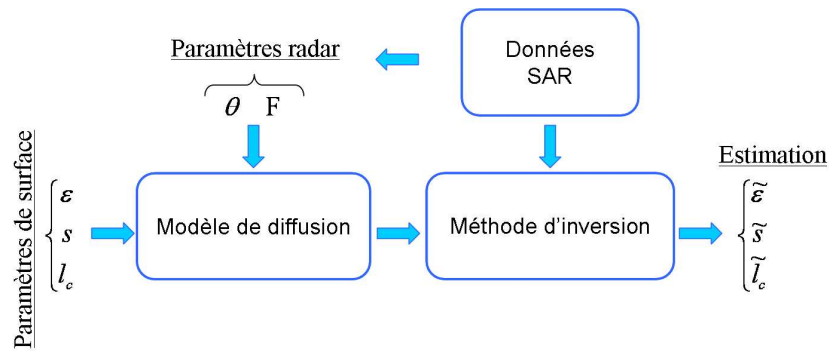 Paramètres radar
θ F
Données
SAR
Paramètres de surface
ε
s
l_c
Modèle de diffusion
Méthode d'inversion
Estimation
ε̃
s̃
l̃_c